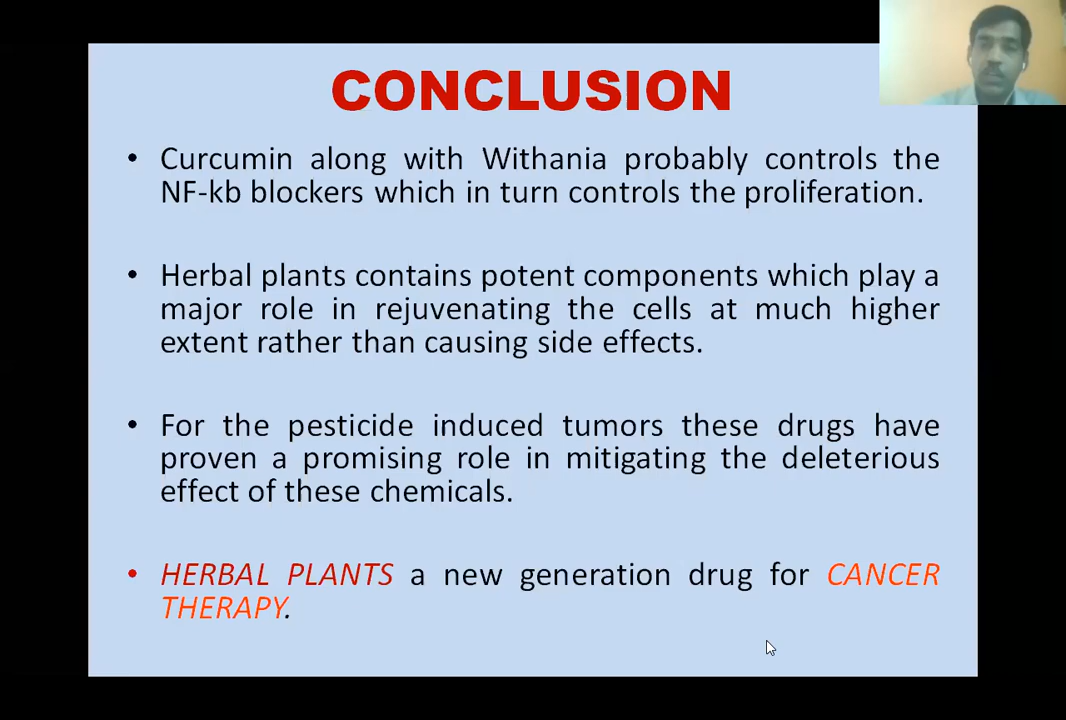 CONCLUSION
• Curcumin along with Withania probably controls the
NF-kb blockers which in turn controls the proliferation.
• Herbal plants contains potent components which play a
major role in rejuvenating the cells at much higher
extent rather than causing side effects.
• For the pesticide induced tumors these drugs have
proven a promising role in mitigating the deleterious
effect of these chemicals.
• HERBAL PLANTS a new generation drug for CANCER
THERAPY.